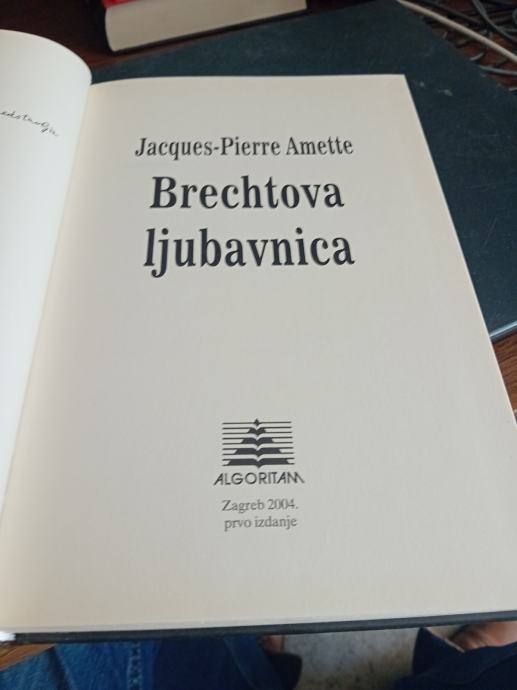 Jacques-Pierre Amette
Brechtova
ljubavnica
ALGORITAM
Zagreb 2004.
prvo izdanje